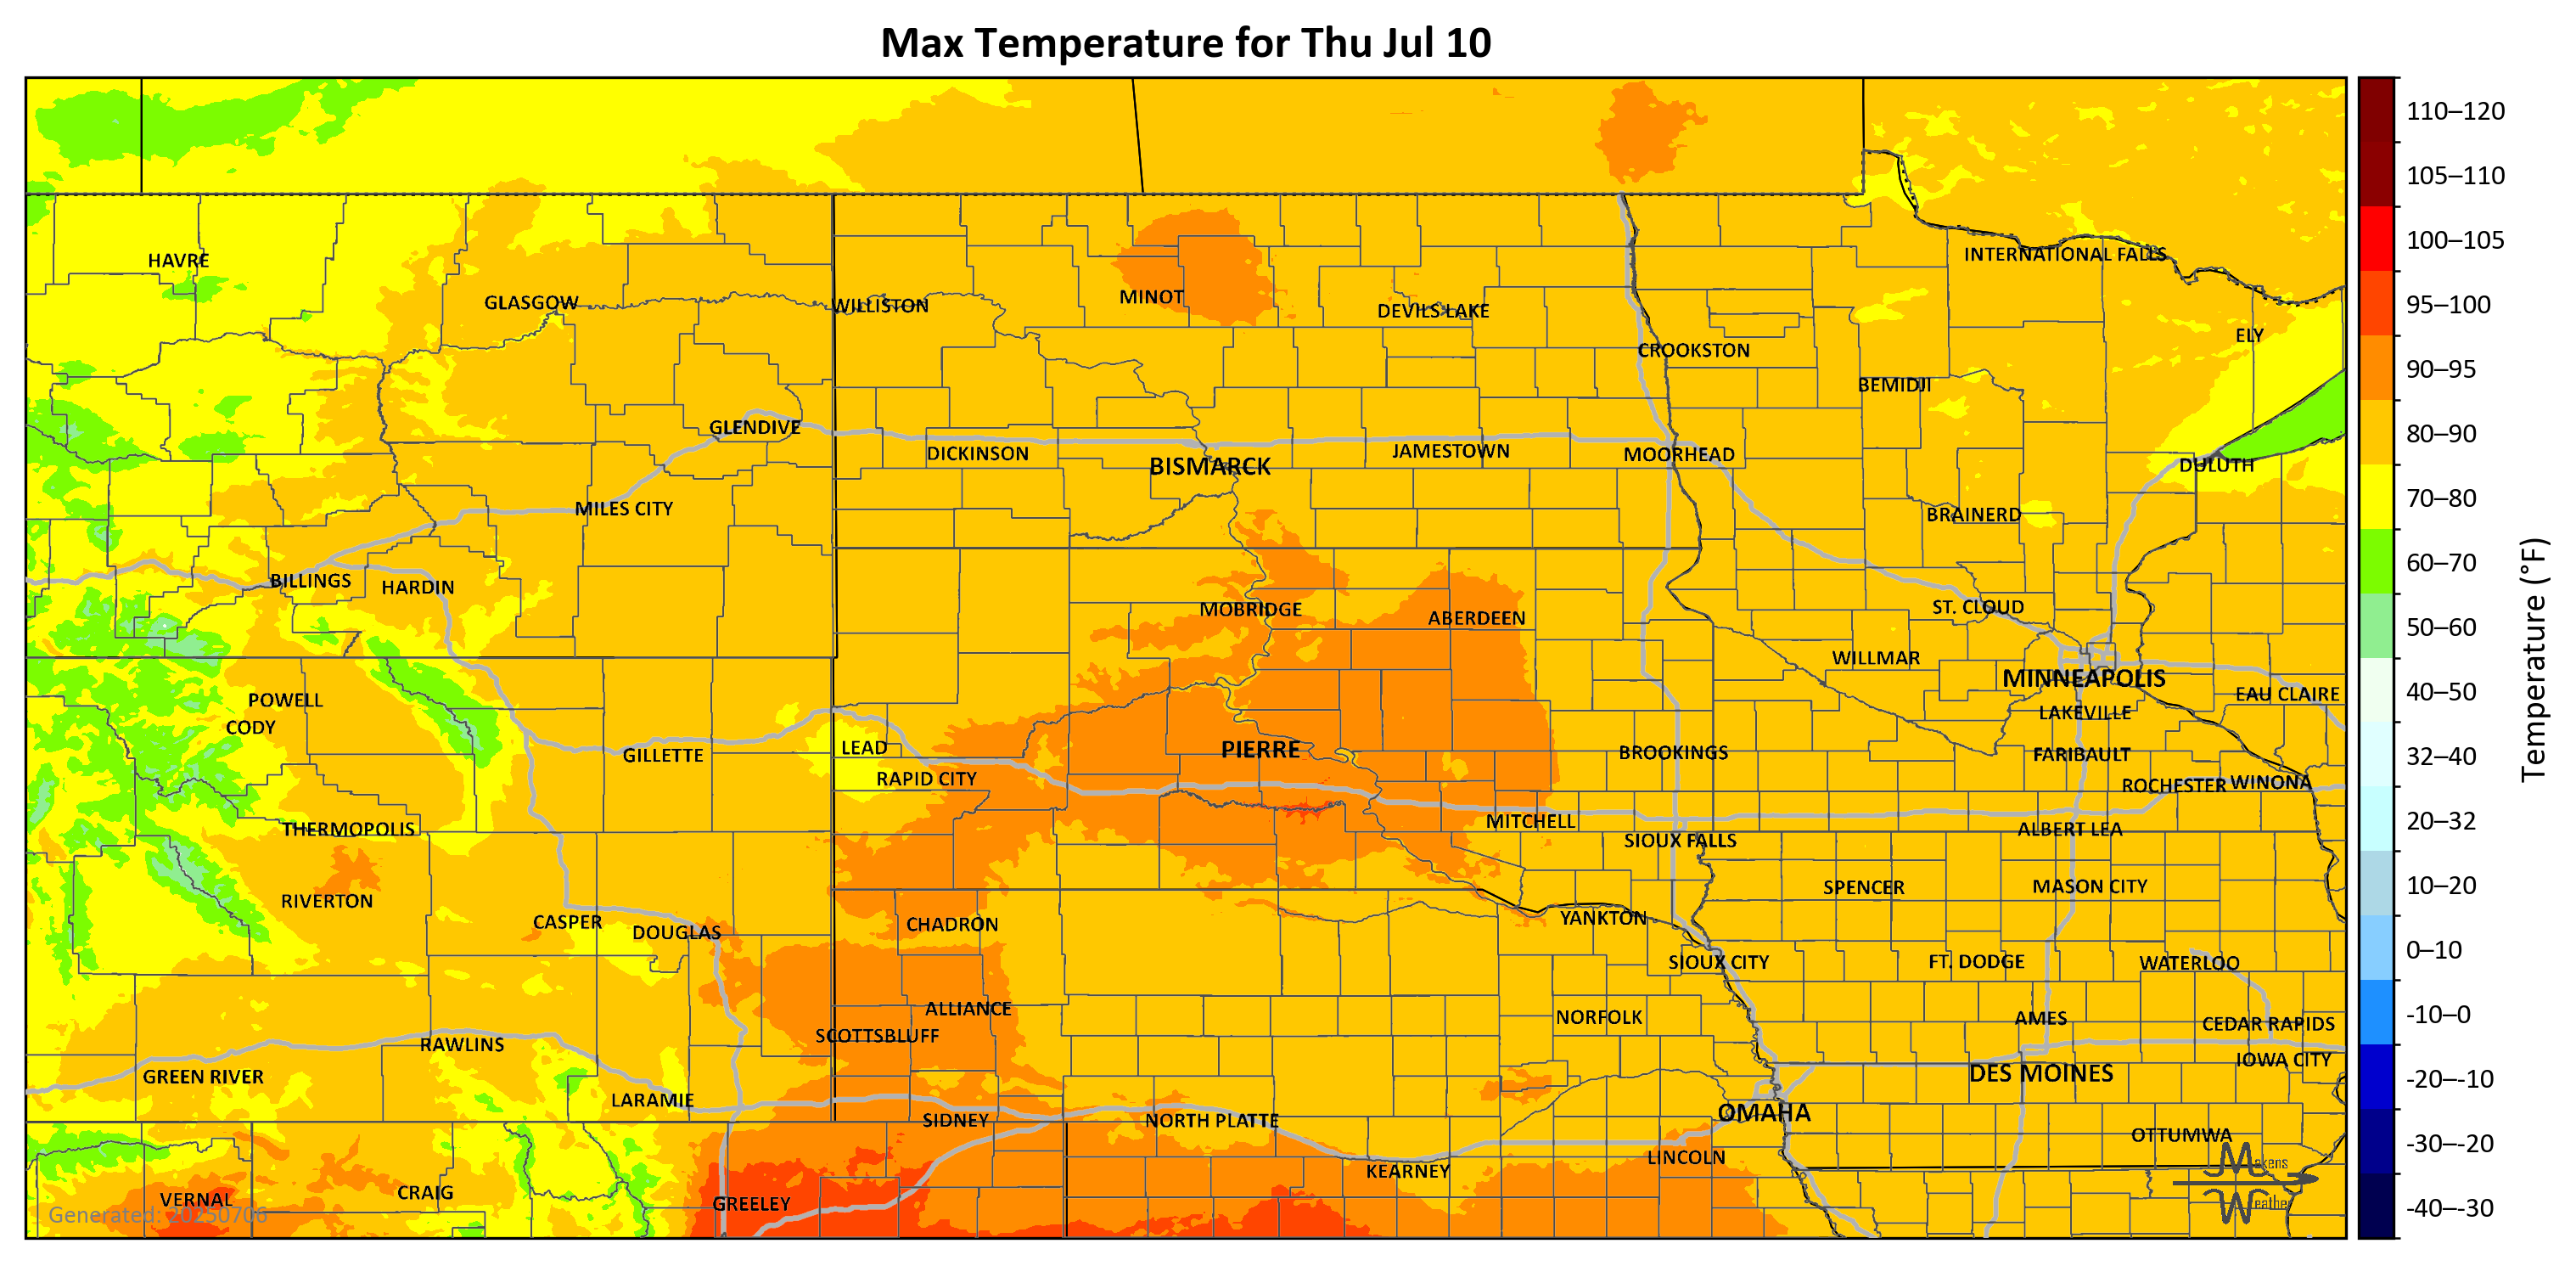 Max Temperature for Thu Jul 10
HAVRE
INTERNATIONAL FALLS
GLASGOW
WILLISTON
MINOT
DEVILS LAKE
ELY
CROOKSTON
BEMIDJI
GLENDIVE
DICKINSON
BISMARCK
JAMESTOWN
MOORHEAD
DULUTH
MILES CITY
BRAINERD
BILLINGS
HARDIN
MOBRIDGE
ABERDEEN
ST. CLOUD
WILLMAR
MINNEAPOLIS
EAU CLAIRE
POWELL
CODY
LAKEVILLE
GILLETTE
LEAD
PIERRE
BROOKINGS
FARIBAULT
RAPID CITY
ROCHESTER
WINONA
THERMOPOLIS
MITCHELL
SIOUX FALLS
ALBERT LEA
RIVERTON
SPENCER
MASON CITY
CASPER
DOUGLAS
CHADRON
YANKTON
SIOUX CITY
FT. DODGE
WATERLOO
ALLIANCE
SCOTTSBLUFF
NORFOLK
AMES
CEDAR RAPIDS
RAWLINS
IOWA CITY
GREEN RIVER
DES MOINES
LARAMIE
SIDNEY
NORTH PLATTE
OMAHA
OTTUMWA
KEARNEY
LINCOLN
VERNAL
CRAIG
GREELEY
Generated: 20250706
Makens
Weather
110–120
105–110
100–105
95–100
90–95
80–90
70–80
60–70
50–60
40–50
32–40
20–32
10–20
0–10
-10–0
-20–-10
-30–-20
-40–-30
Temperature (°F)